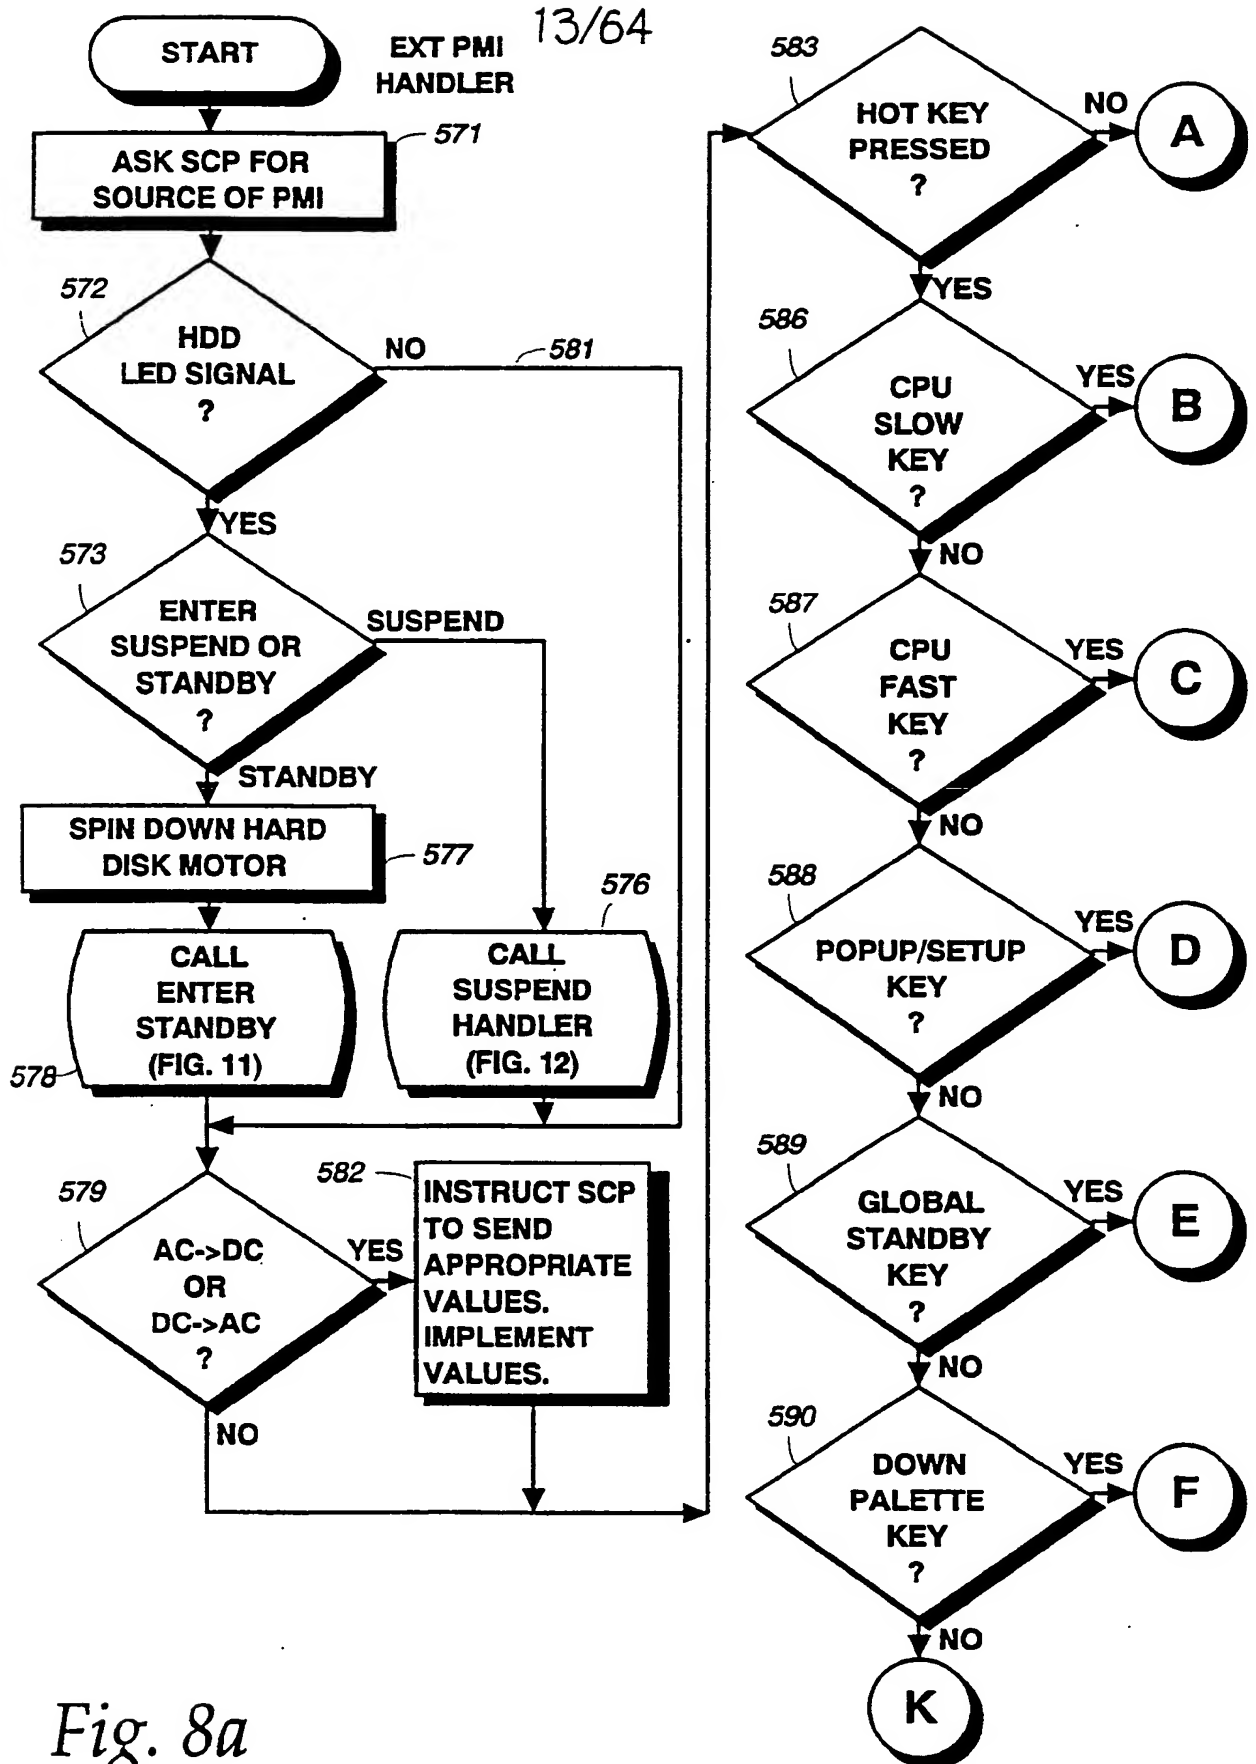 13/64
START
EXT PMI
HANDLER
571
ASK SCP FOR
SOURCE OF PMI
572
HDD
LED SIGNAL
?
NO
581
YES
573
ENTER
SUSPEND OR
STANDBY
?
SUSPEND
STANDBY
SPIN DOWN HARD
DISK MOTOR
577
576
CALL
ENTER
STANDBY
(FIG. 11)
578
CALL
SUSPEND
HANDLER
(FIG. 12)
579
AC->DC
OR
DC->AC
?
YES
NO
582
INSTRUCT SCP
TO SEND
APPROPRIATE
VALUES.
IMPLEMENT
VALUES.
583
HOT KEY
PRESSED
?
NO
A
YES
586
CPU
SLOW
KEY
?
YES
B
NO
587
CPU
FAST
KEY
?
YES
C
NO
588
POPUP/SETUP
KEY
?
YES
D
NO
589
GLOBAL
STANDBY
KEY
?
YES
E
NO
590
DOWN
PALETTE
KEY
?
YES
F
NO
K
Fig. 8a